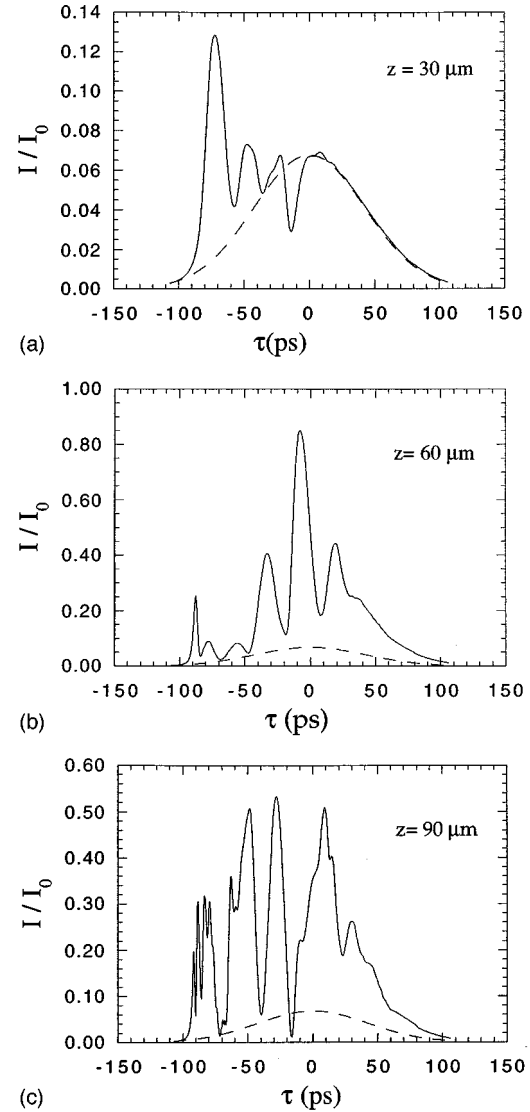 0.14
0.12
0.10
0.08
0.06
0.04
0.02
0.00
I / I0
z = 30 µm
-150 -100 -50 0 50 100 150
(a)
τ(ps)
1.00
0.80
0.60
0.40
0.20
0.00
I / I0
z= 60 µm
-150 -100 -50 0 50 100 150
(b)
τ (ps)
0.60
0.50
0.40
0.30
0.20
0.10
0.00
I / I0
z= 90 µm
-150 -100 -50 0 50 100 150
(c)
τ (ps)